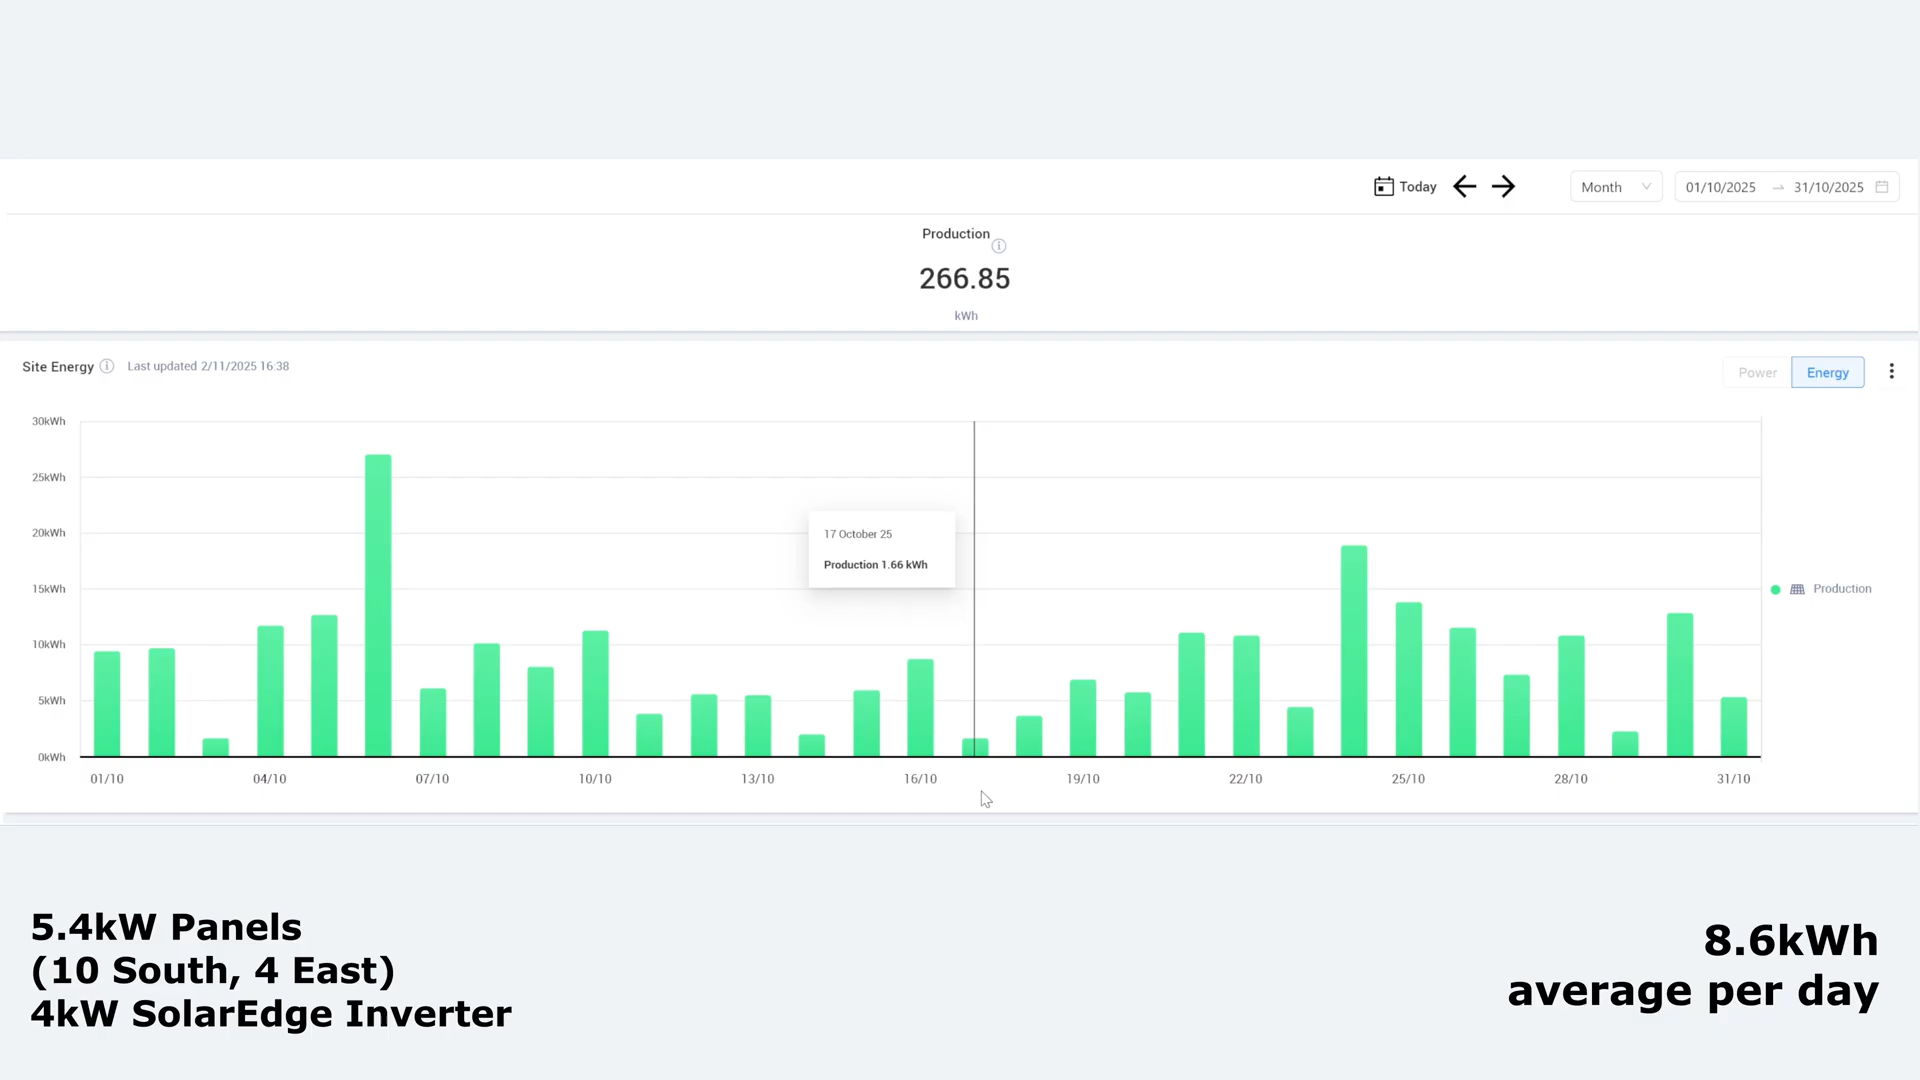 Today
Month
01/10/2025 → 31/10/2025
Production
266.85
kWh
Site Energy Last updated 2/11/2025 16:38
Power Energy
30kWh
25kWh
20kWh
15kWh
10kWh
5kWh
0kWh
17 October 25
Production 1.66 kWh
Production
01/10 04/10 07/10 10/10 13/10 16/10 19/10 22/10 25/10 28/10 31/10
5.4kW Panels
(10 South, 4 East)
4kW SolarEdge Inverter
8.6kWh
average per day